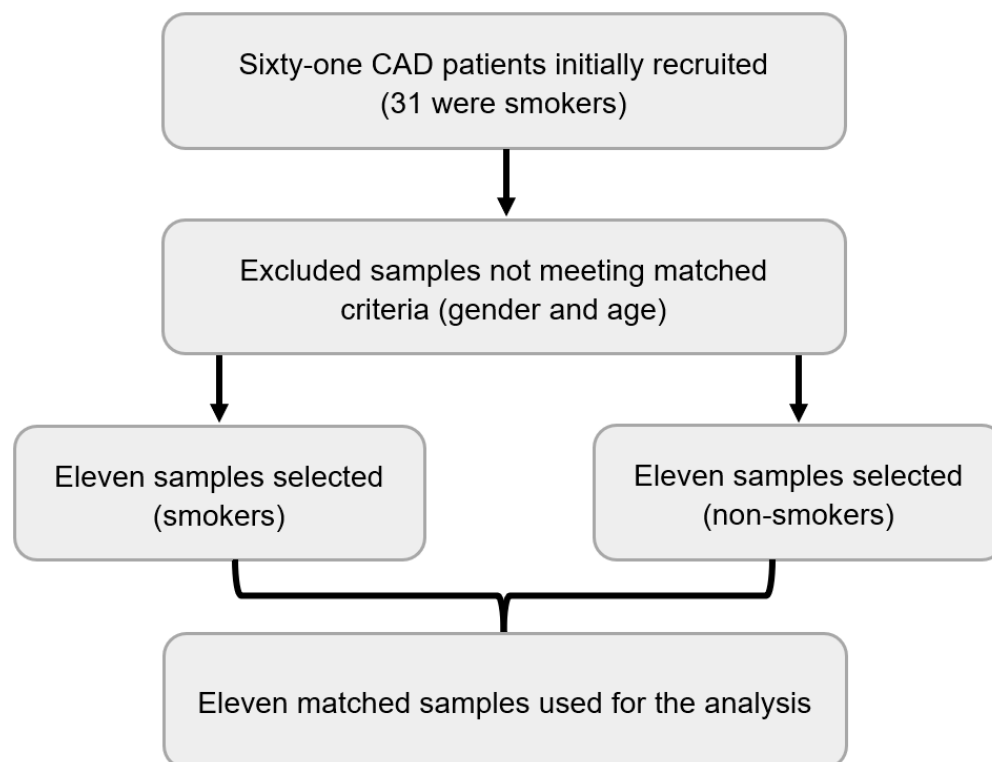 Sixty-one CAD patients initially recruited
(31 were smokers)
Excluded samples not meeting matched
criteria (gender and age)
Eleven samples selected
(smokers)
Eleven samples selected
(non-smokers)
Eleven matched samples used for the analysis